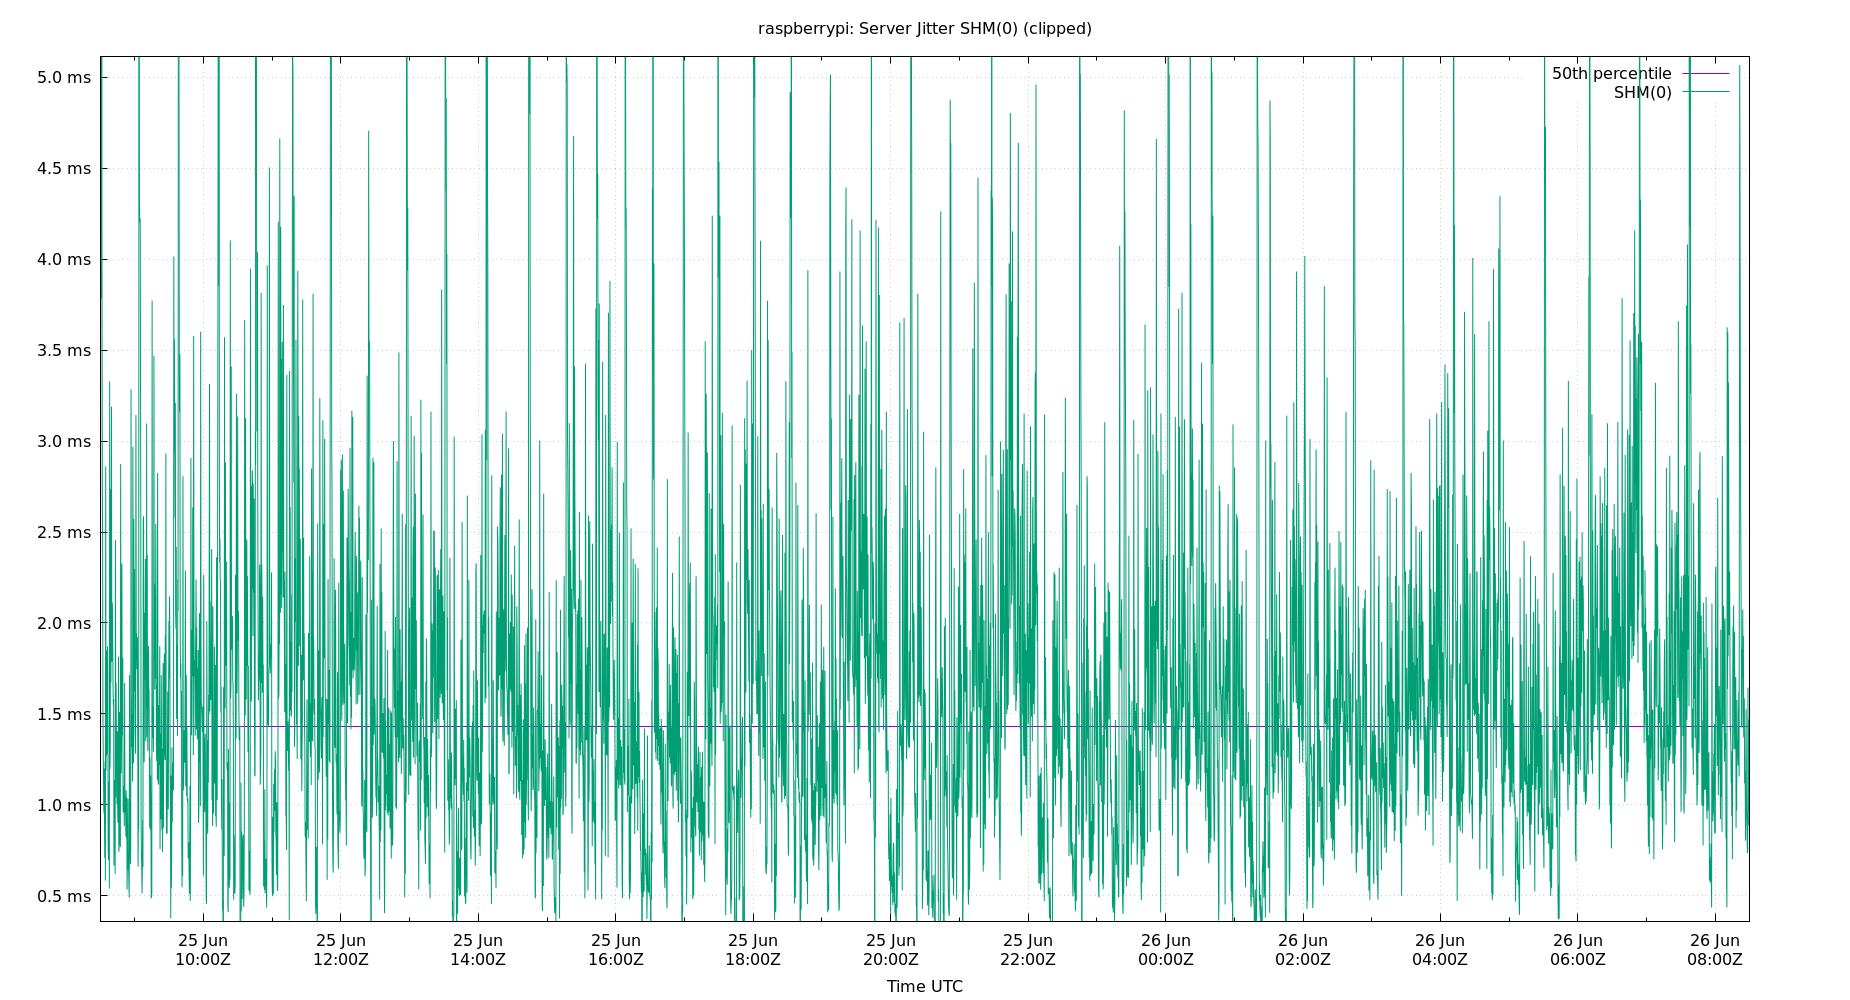 raspberrypi: Server Jitter SHM(0) (clipped)
50th percentile
SHM(0)
5.0 ms
4.5 ms
4.0 ms
3.5 ms
3.0 ms
2.5 ms
2.0 ms
1.5 ms
1.0 ms
0.5 ms
25 Jun 25 Jun 25 Jun 25 Jun 25 Jun 25 Jun 25 Jun 26 Jun 26 Jun 26 Jun 26 Jun 26 Jun
10:00Z 12:00Z 14:00Z 16:00Z 18:00Z 20:00Z 22:00Z 00:00Z 02:00Z 04:00Z 06:00Z 08:00Z
Time UTC